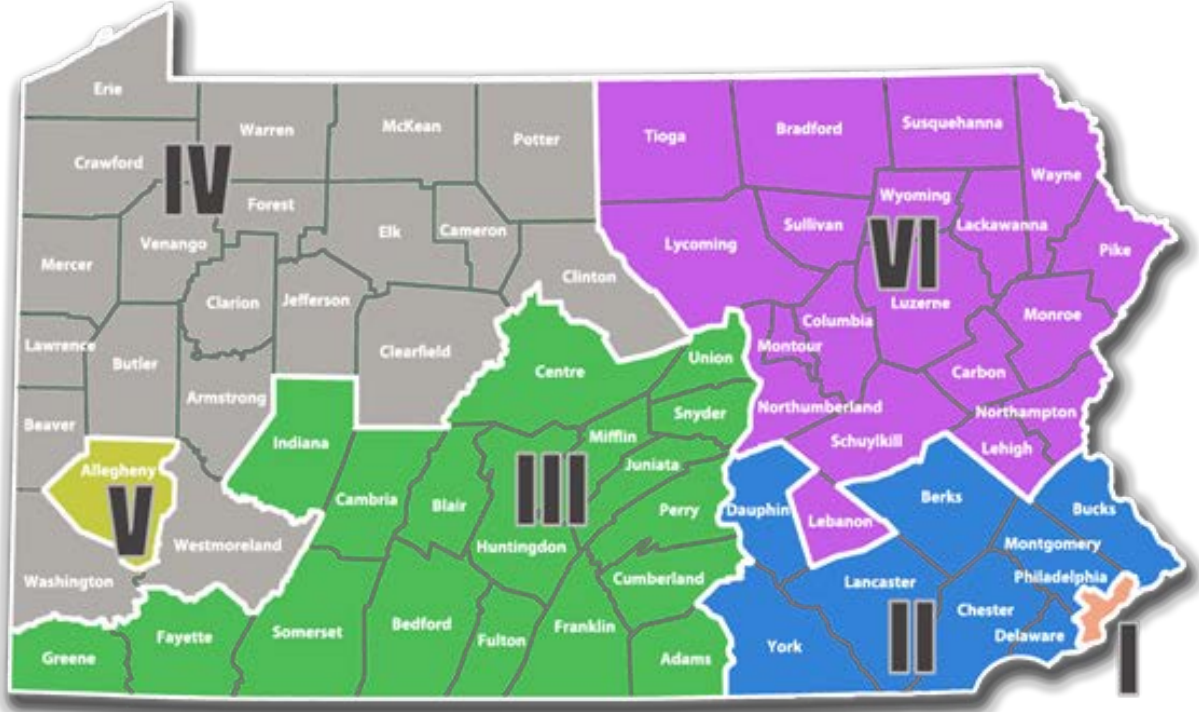 Erie
Warren
McKean
Potter
Tioga
Bradford
Susquehanna
Wayne
Crawford
IV
Forest
Elk
Cameron
Clinton
Lycoming
Sullivan
Wyoming
Lackawanna
VI
Pike
Mercer
Venango
Clarion
Jefferson
Clearfield
Luzerne
Monroe
Columbia
Montour
Lawrence
Butler
Centre
Union
Carbon
Armstrong
Snyder
Northumberland
Northampton
Beaver
Indiana
Mifflin
Schuylkill
Lehigh
Allegheny
V
Cambria
Blair
III
Juniata
Perry
Dauphin
Lebanon
Berks
Bucks
Westmoreland
Huntingdon
Montgomery
Washington
Cumberland
Lancaster
Philadelphia
Greene
Fayette
Somerset
Bedford
Fulton
Franklin
Adams
York
II
Chester
Delaware
I